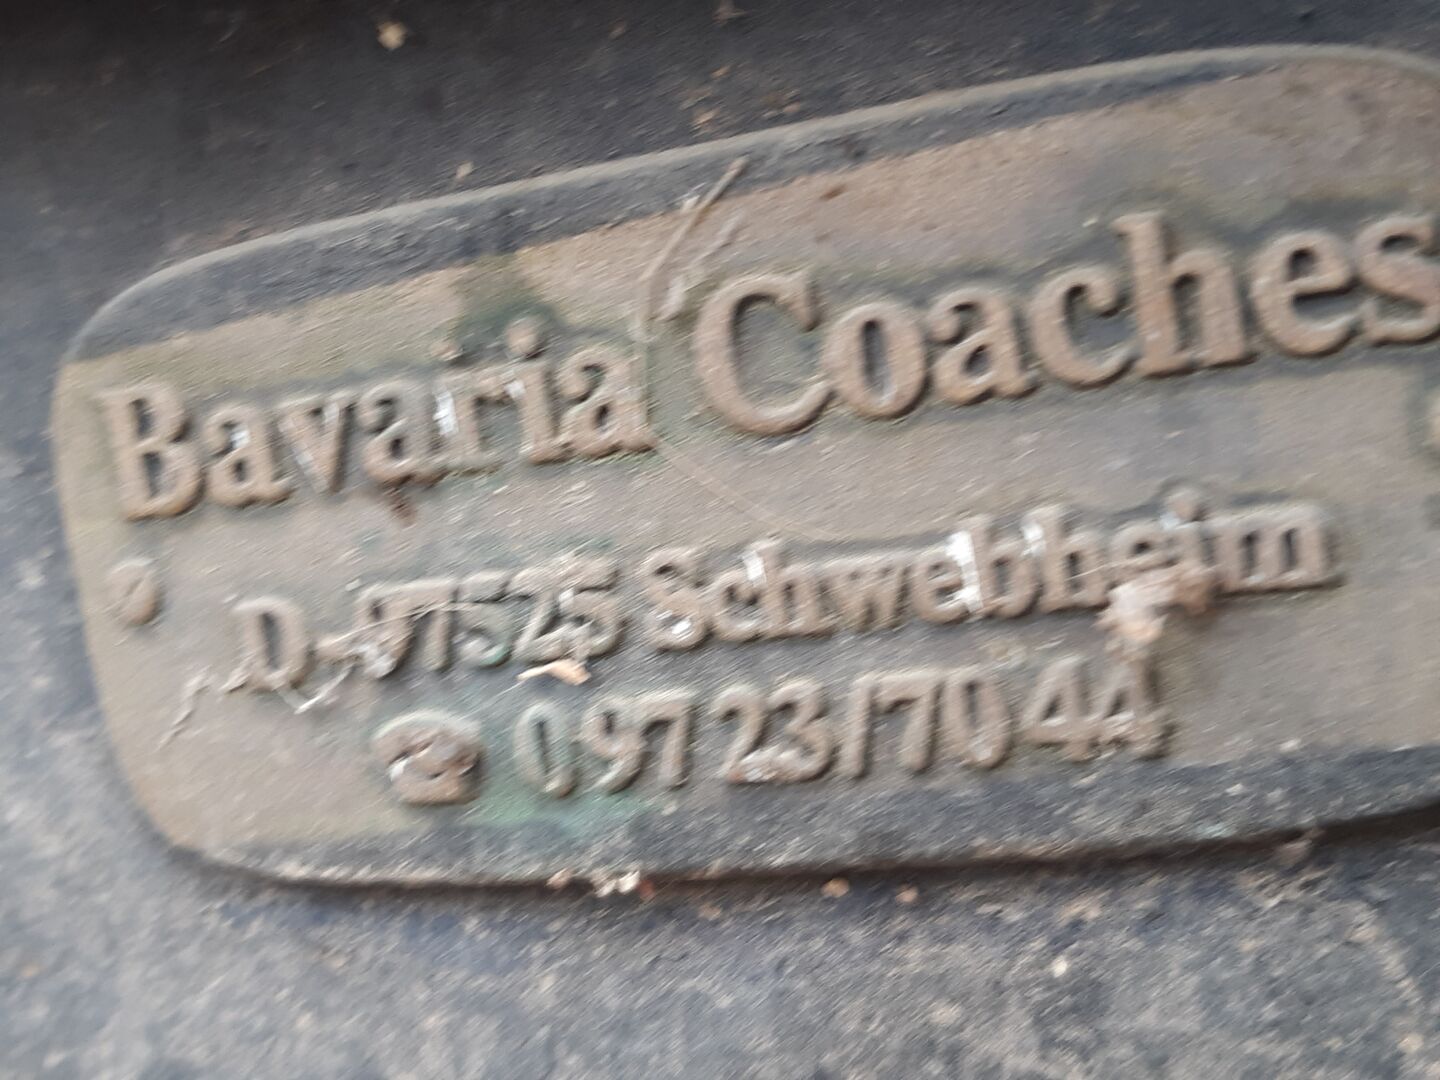 Bavaria Coaches
D-97525 Schwebheim
☎ 09723/7044